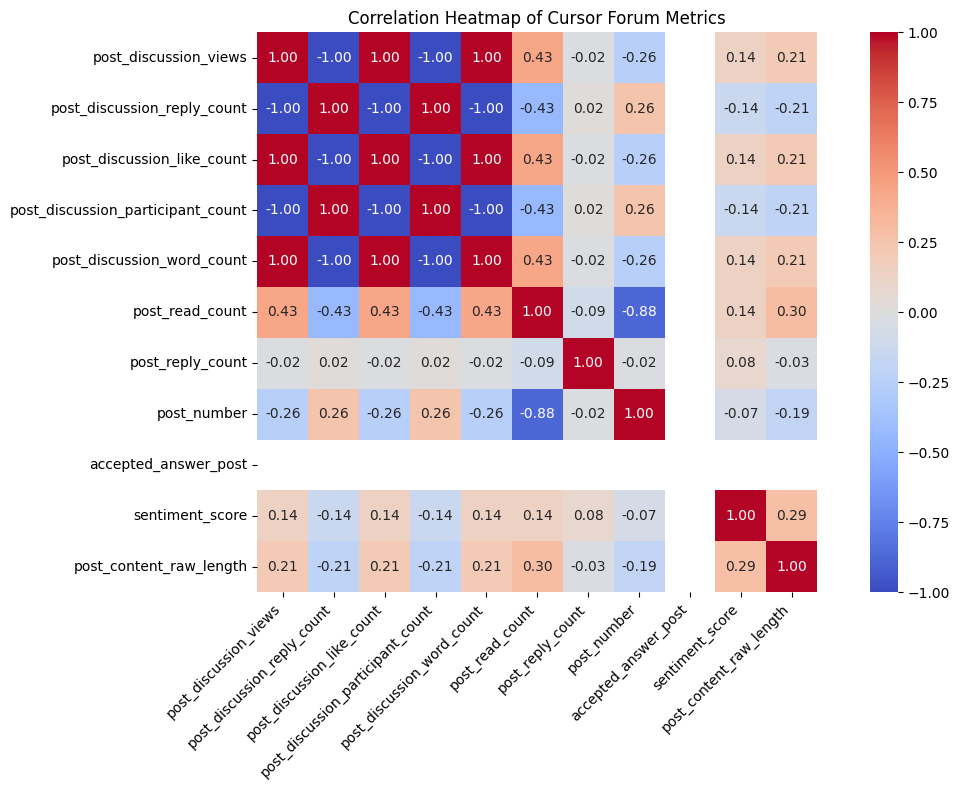 Correlation Heatmap of Cursor Forum Metrics
post_discussion_views 1.00 -1.00 1.00 -1.00 1.00 0.43 -0.02 -0.26 0.14 0.21
post_discussion_reply_count -1.00 1.00 -1.00 1.00 -1.00 -0.43 0.02 0.26 -0.14 -0.21
post_discussion_like_count 1.00 -1.00 1.00 -1.00 1.00 0.43 -0.02 -0.26 0.14 0.21
post_discussion_participant_count -1.00 1.00 -1.00 1.00 -1.00 -0.43 0.02 0.26 -0.14 -0.21
post_discussion_word_count 1.00 -1.00 1.00 -1.00 1.00 0.43 -0.02 -0.26 0.14 0.21
post_read_count 0.43 -0.43 0.43 -0.43 0.43 1.00 -0.09 -0.88 0.14 0.30
post_reply_count -0.02 0.02 -0.02 0.02 -0.02 -0.09 1.00 -0.02 0.08 -0.03
post_number -0.26 0.26 -0.26 0.26 -0.26 -0.88 -0.02 1.00 -0.07 -0.19
accepted_answer_post
sentiment_score 0.14 -0.14 0.14 -0.14 0.14 0.14 0.08 -0.07 1.00 0.29
post_content_raw_length 0.21 -0.21 0.21 -0.21 0.21 0.30 -0.03 -0.19 0.29 1.00
post_discussion_views
post_discussion_reply_count
post_discussion_like_count
post_discussion_participant_count
post_discussion_word_count
post_read_count
post_reply_count
post_number
accepted_answer_post
sentiment_score
post_content_raw_length
1.00
0.75
0.50
0.25
0.00
−0.25
−0.50
−0.75
−1.00